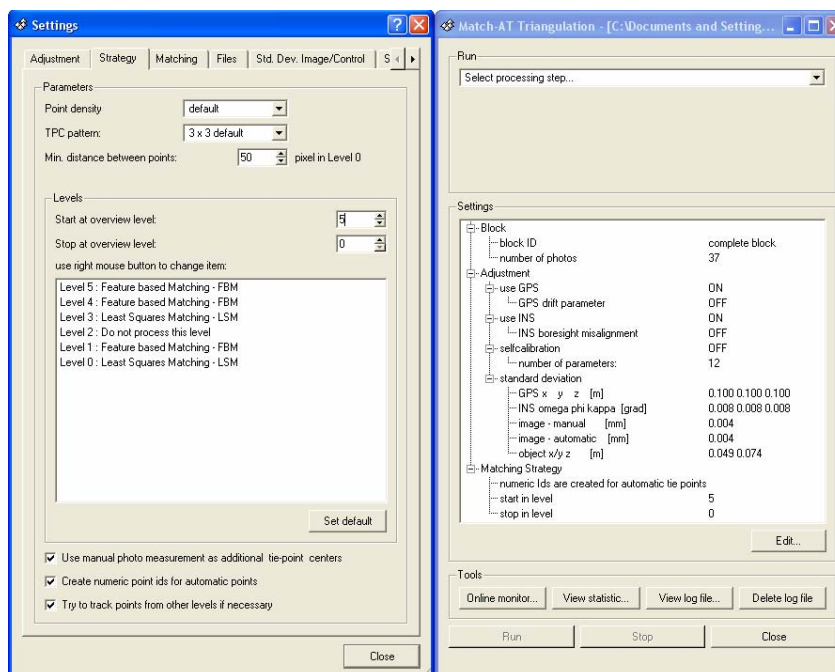 Settings
Adjustment Strategy Matching Files Std. Dev. Image/Control S
Parameters
Point density default
TPC pattern: 3 x 3 default
Min. distance between points: 50 pixel in Level 0
Levels
Start at overview level: 5
Stop at overview level: 0
use right mouse button to change item:
Level 5 : Feature based Matching - FBM
Level 4 : Feature based Matching - FBM
Level 3 : Least Squares Matching - LSM
Level 2 : Do not process this level
Level 1 : Feature based Matching - FBM
Level 0 : Least Squares Matching - LSM
Set default
Use manual photo measurement as additional tie-point centers
Create numeric point ids for automatic points
Try to track points from other levels if necessary
Close
Match-AT Triangulation - [C:\Documents and Setting...
Run
Select processing step...
Settings
Block
block ID complete block
number of photos 37
Adjustment
use GPS ON
GPS drift parameter OFF
use INS ON
INS boresight misalignment OFF
selfcalibration OFF
number of parameters: 12
standard deviation
GPS x y z [m] 0.100 0.100 0.100
INS omega phi kappa [grad] 0.008 0.008 0.008
image - manual [mm] 0.004
image - automatic [mm] 0.004
object x/y z [m] 0.049 0.074
Matching Strategy
numeric Ids are created for automatic tie points
start in level 5
stop in level 0
Edit...
Tools
Online monitor... View statistic... View log file... Delete log file
Run Stop Close